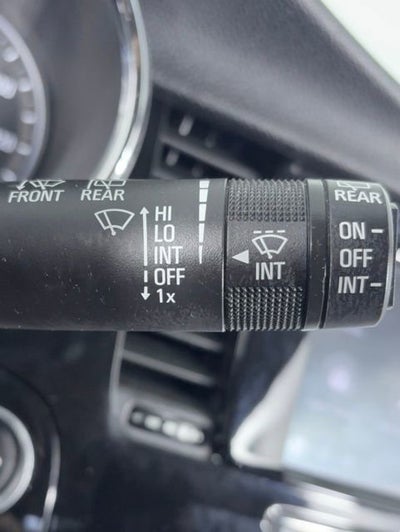 FRONT REAR
HI
LO
INT
OFF
1x
INT
REAR
ON
OFF
INT